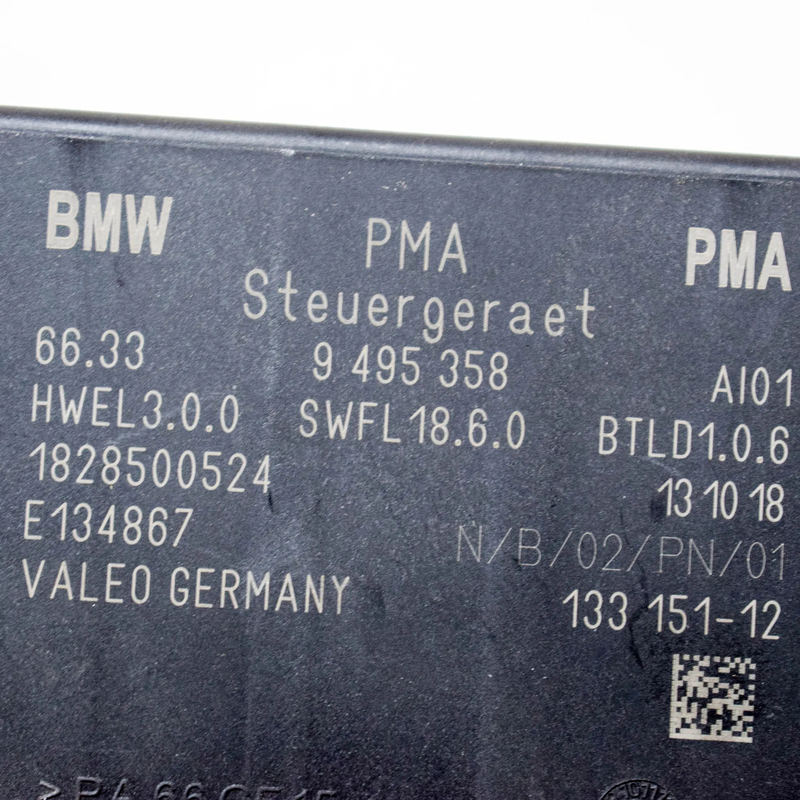 BMW PMA PMA
Steuergeraet
66.33 9 495 358 AI01
HWEL3.0.0 SWFL18.6.0 BTLD1.0.6
1828500524 13 10 18
E134867 N/B/02/PN/01
VALEO GERMANY 133 151-12